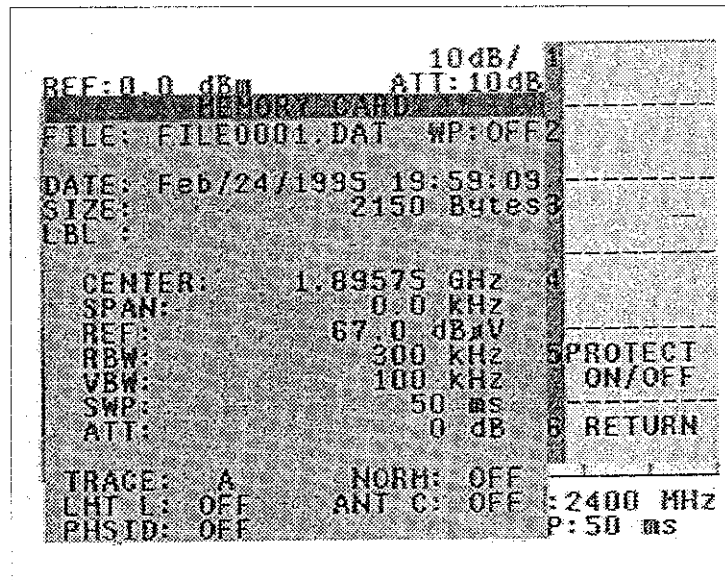 10dB/ 1
REF:0.0 dBm ATT:10dB
MEMORY CARD
FILE: FILE0001.DAT WP:OFF 2
DATE: Feb/24/1995 19:59:09
SIZE: 2150 Bytes 3
LBL :
CENTER: 1.89575 GHz 4
SPAN: 0.0 kHz
REF: 67.0 dBμV
RBW: 300 kHz 5 PROTECT
VBW: 100 kHz ON/OFF
SWP: 50 ms
ATT: 0 dB 6 RETURN
TRACE: A NORM: OFF
LMT L: OFF ANT C: OFF :2400 MHz
PHSID: OFF P:50 ms